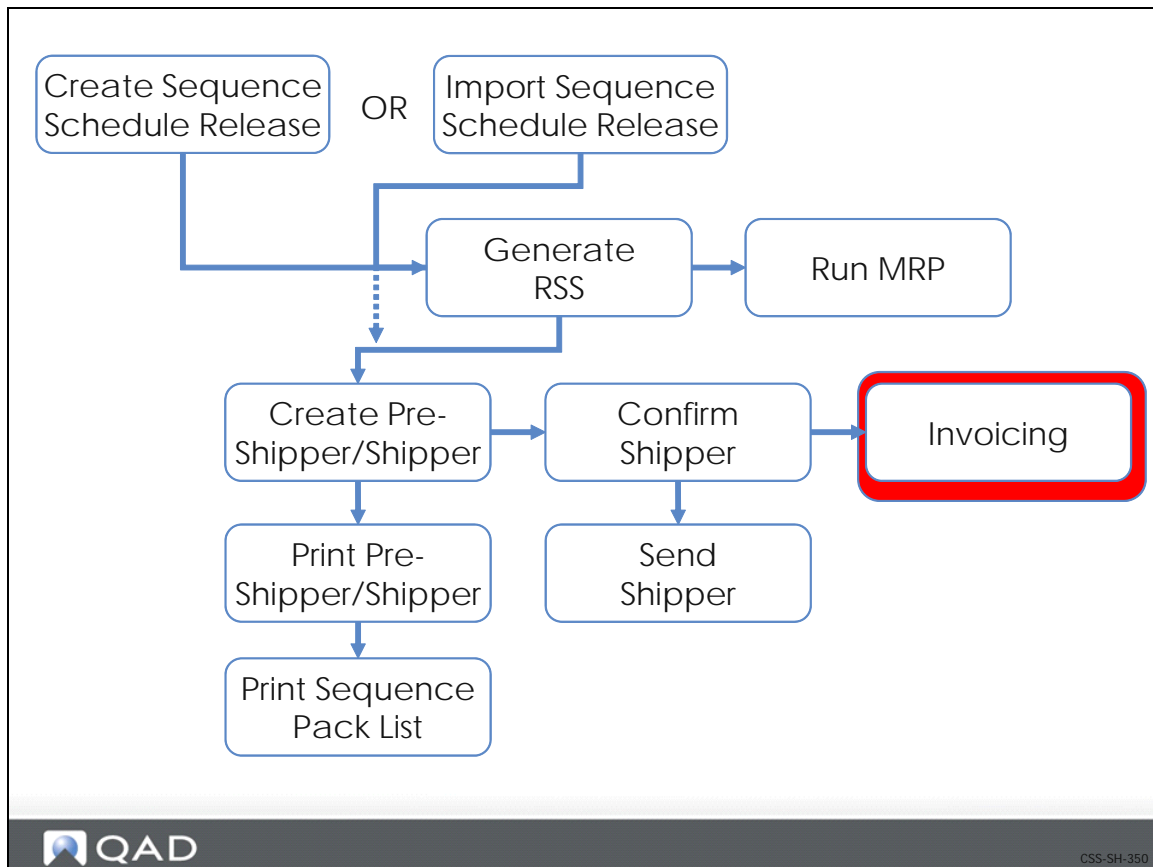 Create Sequence
Schedule Release
OR
Import Sequence
Schedule Release
Generate
RSS
Run MRP
Create Pre-
Shipper/Shipper
Confirm
Shipper
Invoicing
Print Pre-
Shipper/Shipper
Send
Shipper
Print Sequence
Pack List
QAD
CSS-SH-350